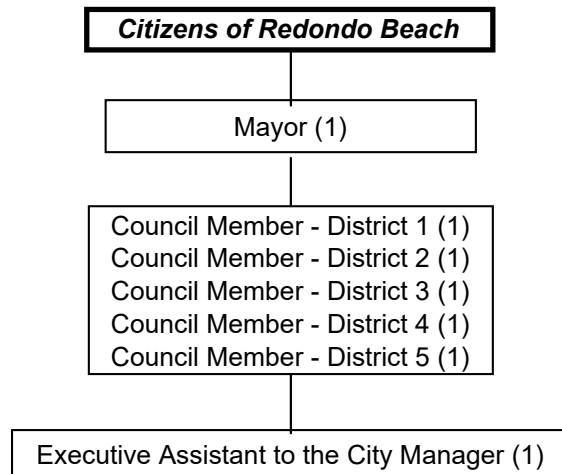 Citizens of Redondo Beach
Mayor (1)
Council Member - District 1 (1)
Council Member - District 2 (1)
Council Member - District 3 (1)
Council Member - District 4 (1)
Council Member - District 5 (1)
Executive Assistant to the City Manager (1)